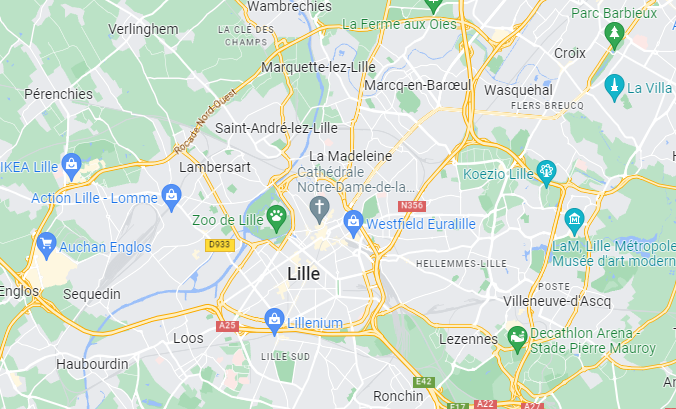 Wambrechies
Verlinghem
LA CLÉ DES
CHAMPS
La Ferme aux Oies
Parc Barbieux
Croix
Marquette-lez-Lille
Marcq-en-Barœul
Wasquehal
La Villa
FLERS BREUCQ
Pérenchies
Rocade Nord-Ouest
Saint-André-lez-Lille
La Madeleine
IKEA Lille
Lambersart
Cathédrale
Notre-Dame-de-la...
Koezio Lille
Action Lille - Lomme
Zoo de Lille
N356
Westfield Euralille
D933
Auchan Englos
LaM, Lille Métropole
Musée d'art modern
HELLEMMES-LILLE
Lille
Englos
Sequedin
POSTE
Villeneuve-d'Ascq
A25
Lillenium
Loos
LILLE SUD
Lezennes
Decathlon Arena -
Stade Pierre Mauroy
Haubourdin
E42
Ronchin
E17
A22
A27